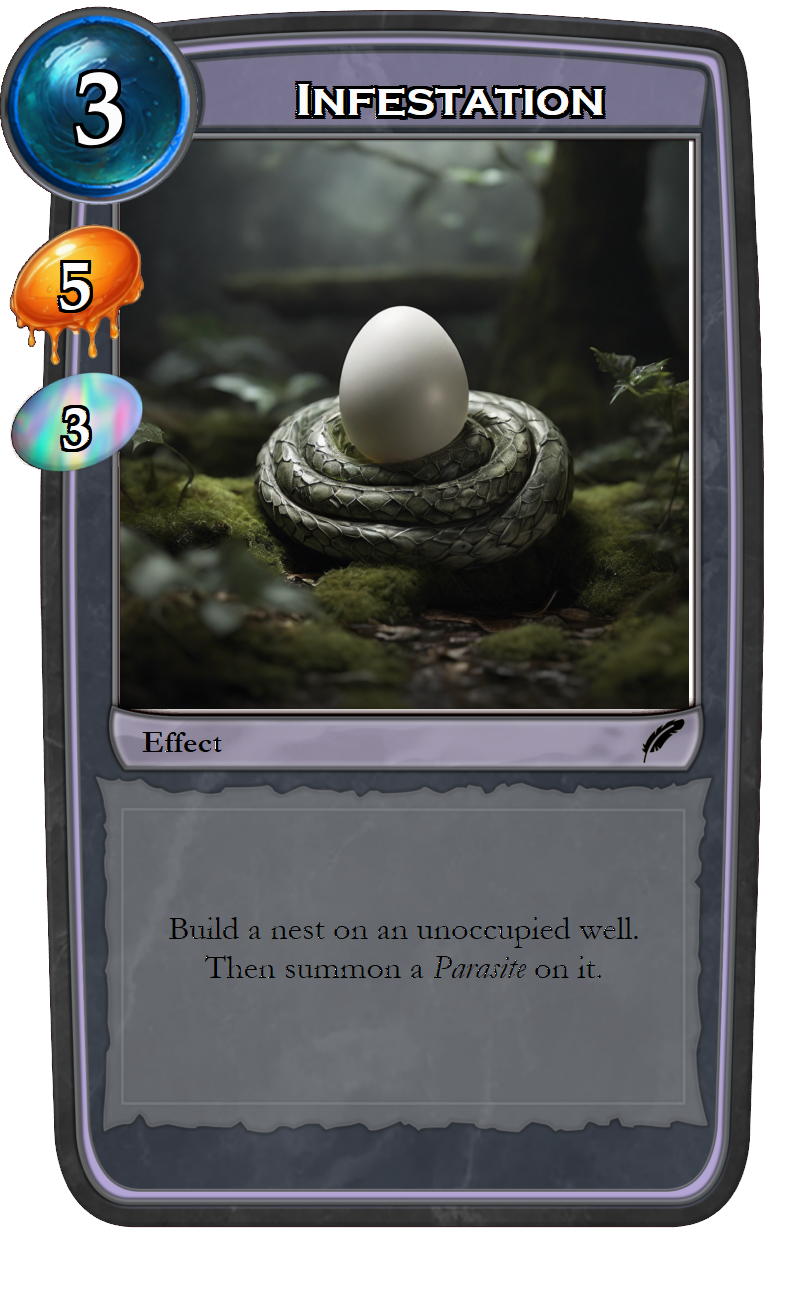 3
INFESTATION
5
3
Effect
Build a nest on an unoccupied well.
Then summon a Parasite on it.